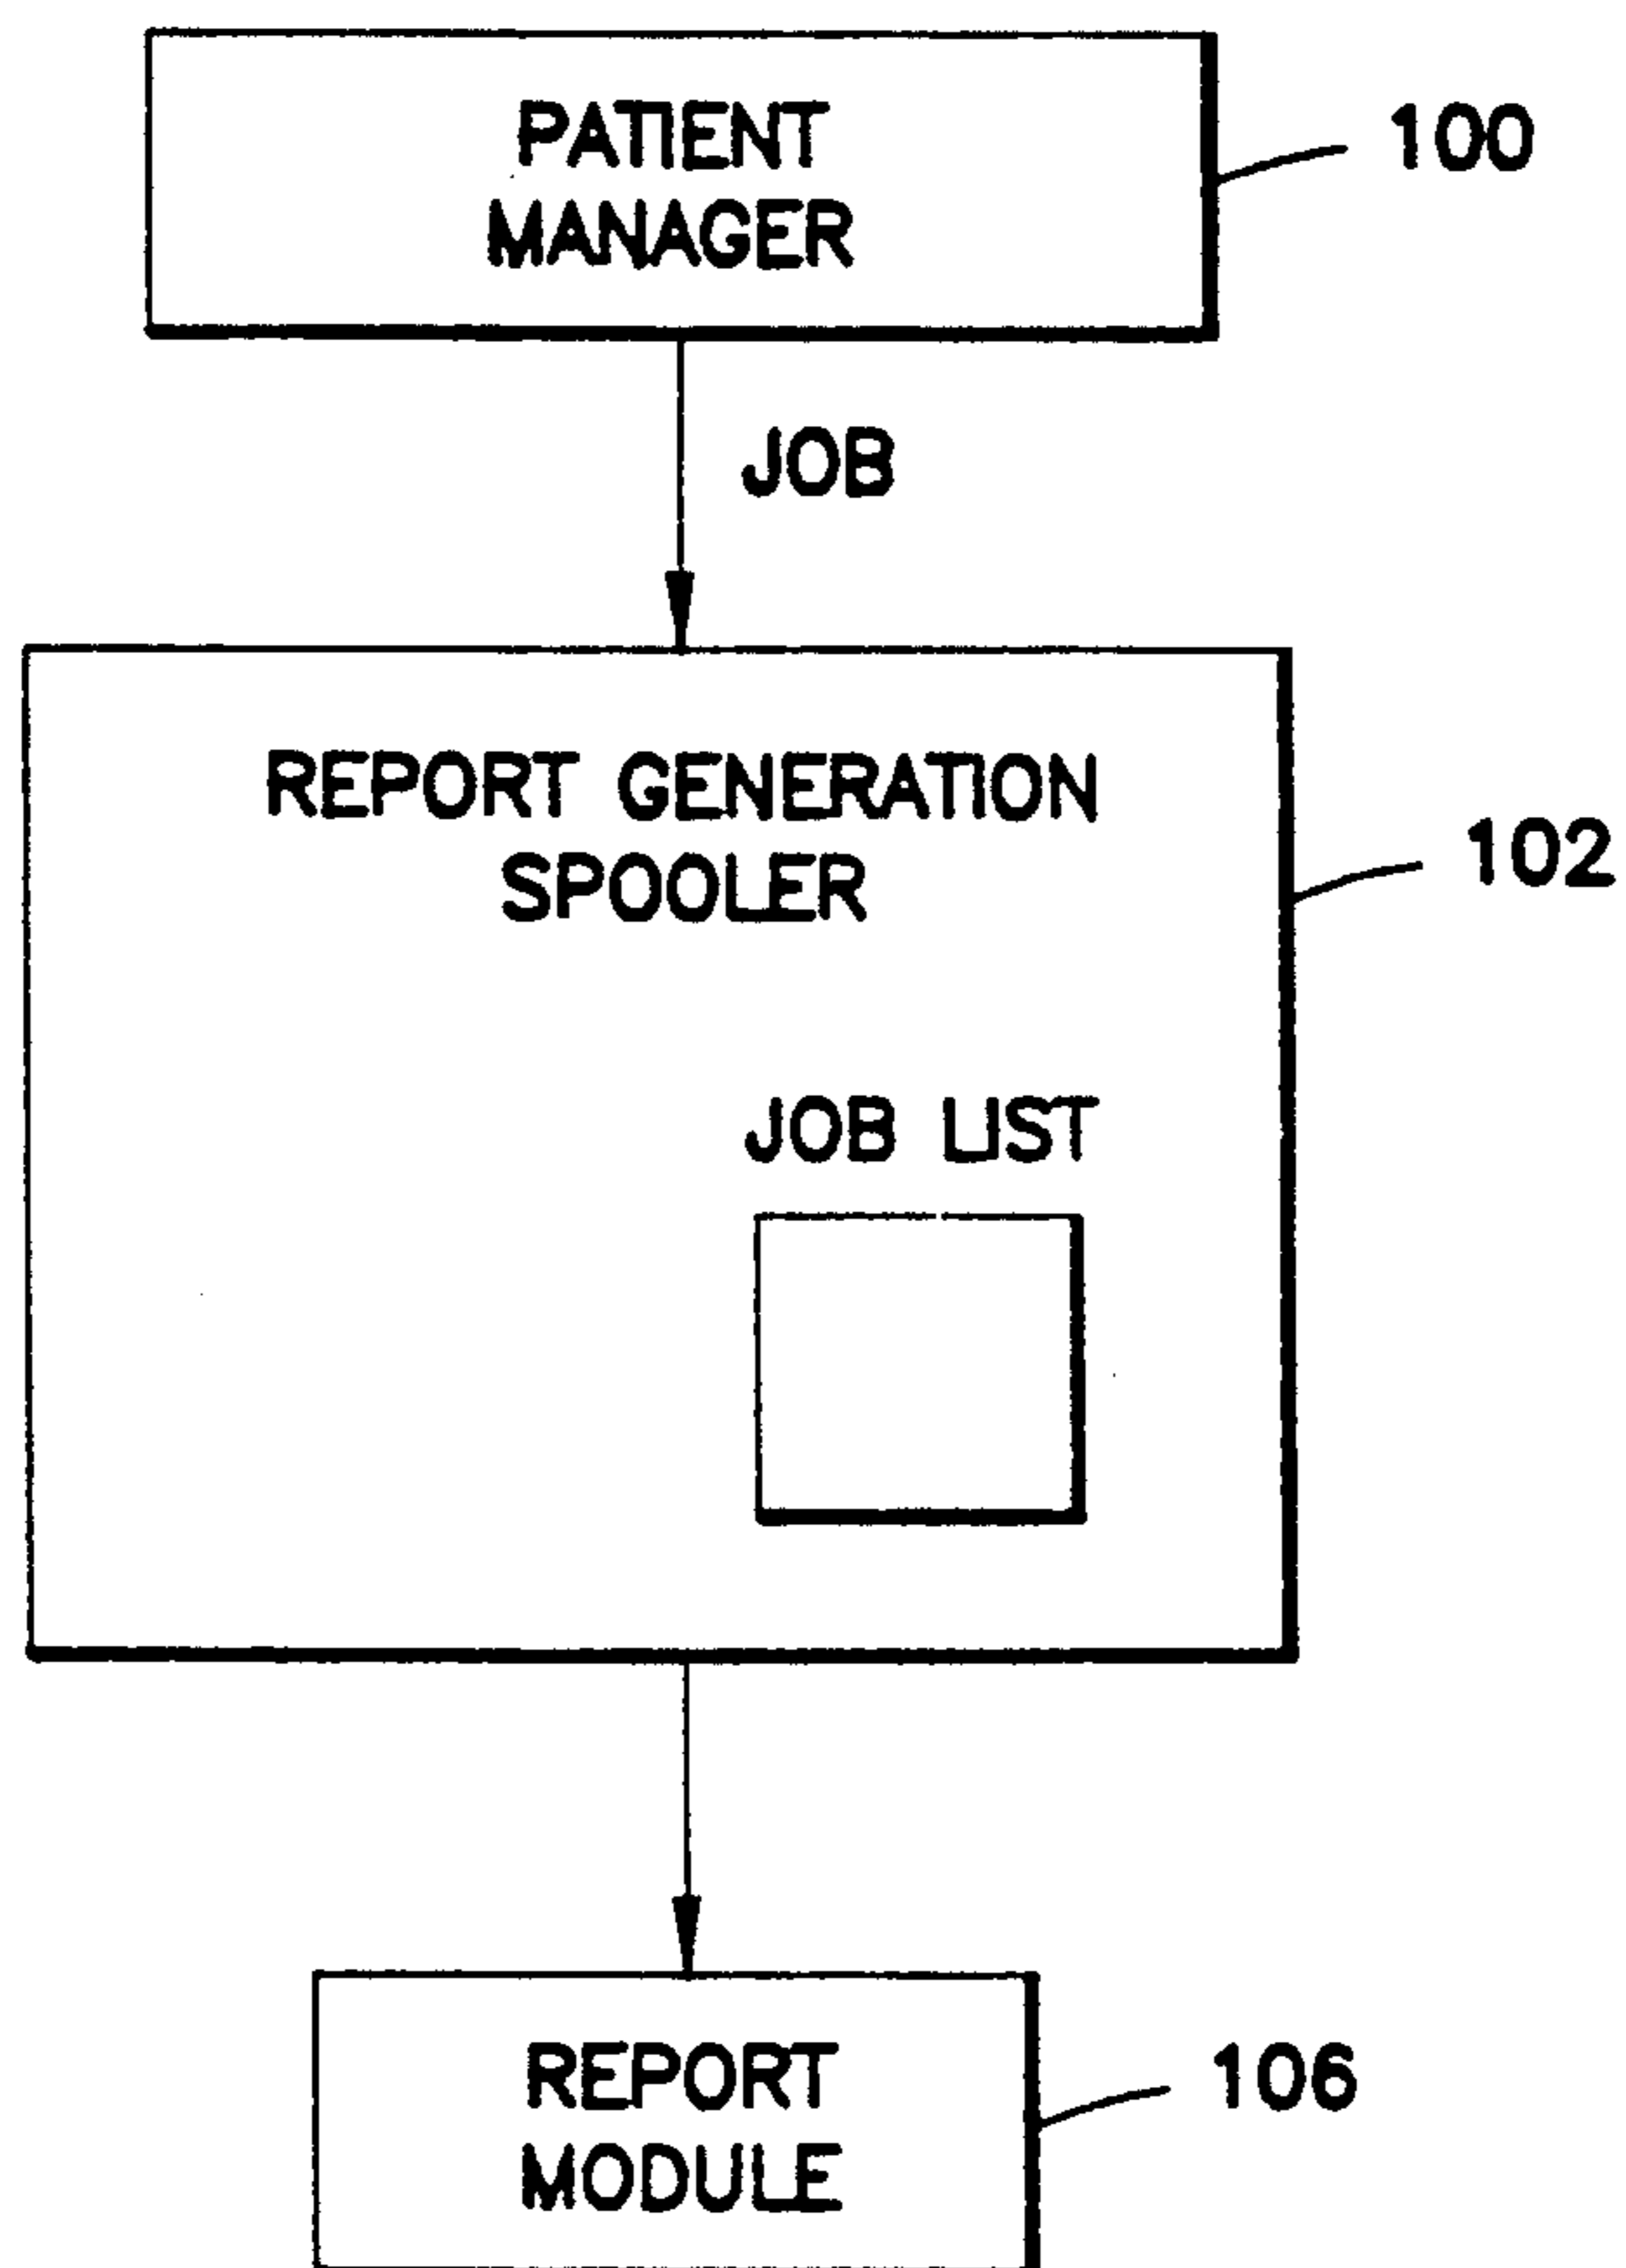 PATIENT
MANAGER
100
JOB
REPORT GENERATION
SPOOLER
102
JOB LIST
REPORT
MODULE
106